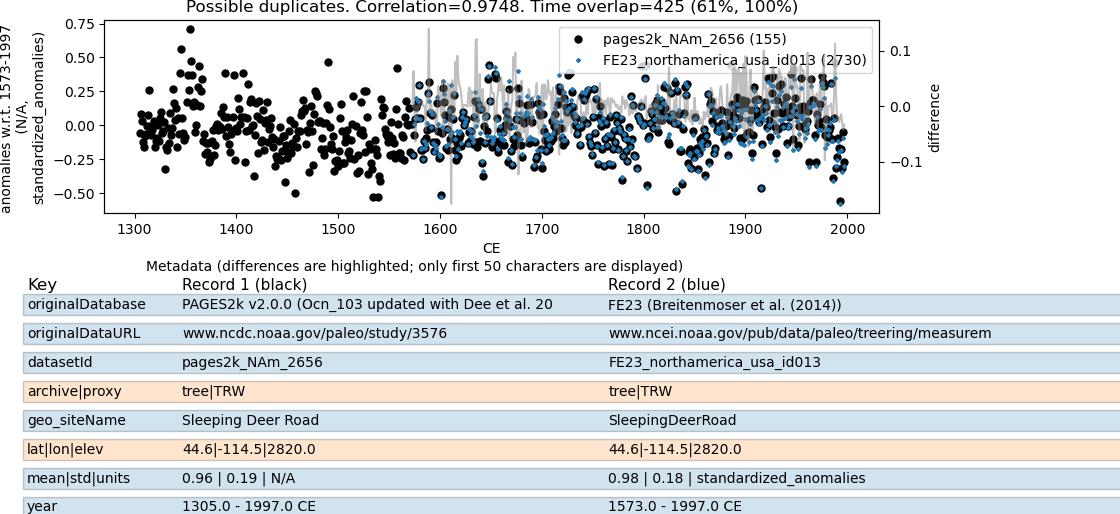 Possible duplicates. Correlation=0.9748. Time overlap=425 (61%, 100%)
anomalies w.r.t. 1573-1997
(N/A,
standardized_anomalies)
0.75
0.50
0.25
0.00
−0.25
−0.50
pages2k_NAm_2656 (155)
FE23_northamerica_usa_id013 (2730)
0.1
0.0
−0.1
difference
1300 1400 1500 1600 1700 1800 1900 2000
CE
Metadata (differences are highlighted; only first 50 characters are displayed)
Key Record 1 (black) Record 2 (blue)
originalDatabase PAGES2k v2.0.0 (Ocn_103 updated with Dee et al. 20 FE23 (Breitenmoser et al. (2014))
originalDataURL www.ncdc.noaa.gov/paleo/study/3576 www.ncei.noaa.gov/pub/data/paleo/treering/measurem
datasetId pages2k_NAm_2656 FE23_northamerica_usa_id013
archive|proxy tree|TRW tree|TRW
geo_siteName Sleeping Deer Road SleepingDeerRoad
lat|lon|elev 44.6|-114.5|2820.0 44.6|-114.5|2820.0
mean|std|units 0.96 | 0.19 | N/A 0.98 | 0.18 | standardized_anomalies
year 1305.0 - 1997.0 CE 1573.0 - 1997.0 CE